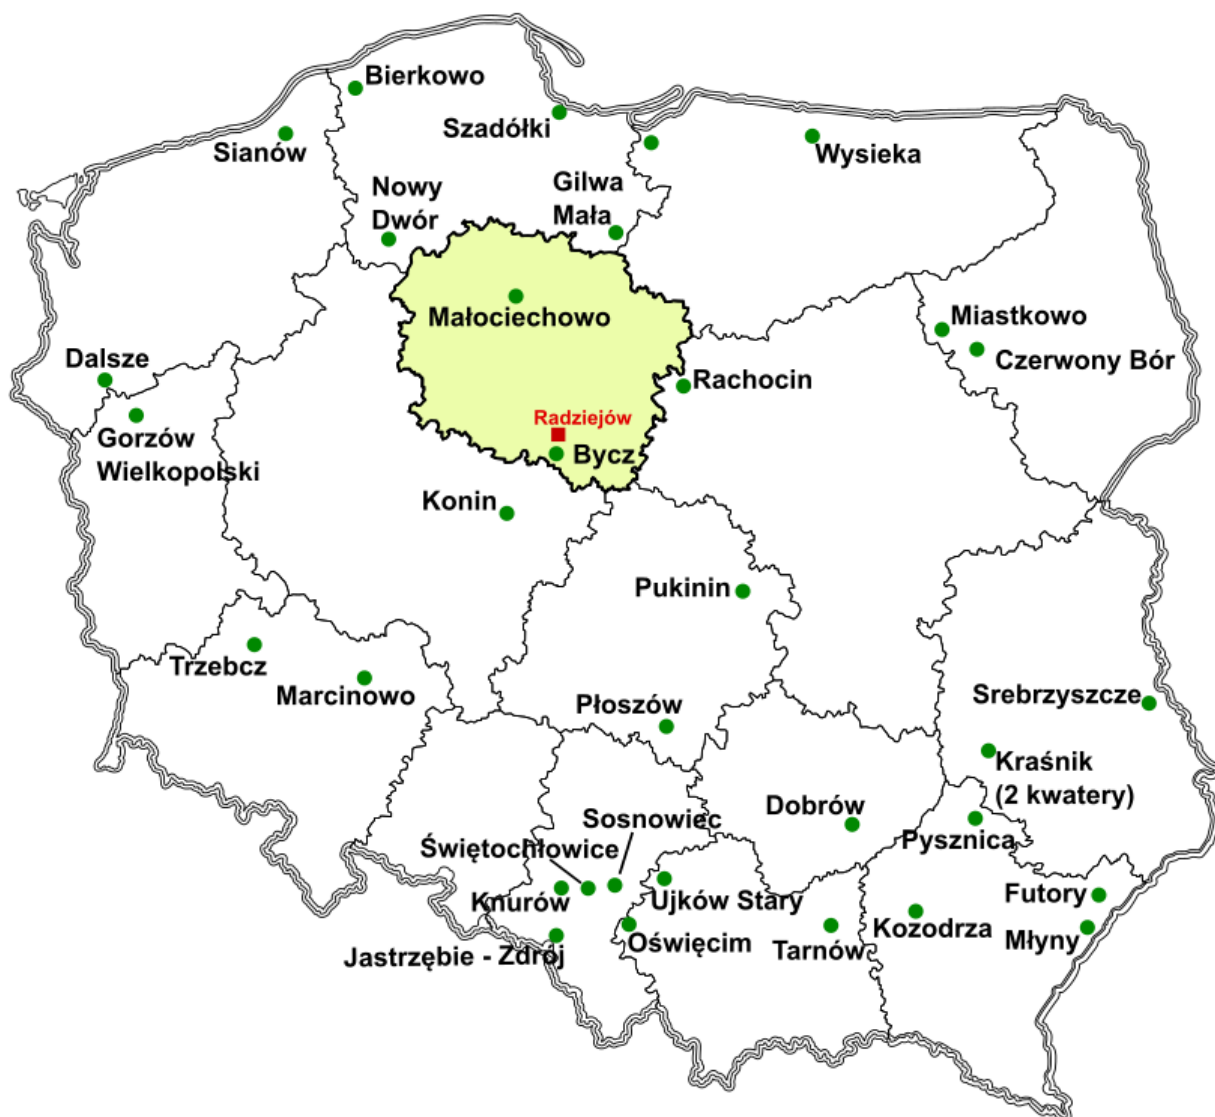 Bierkowo
Szadółki
Sianów
Wysieka
Nowy
Dwór
Gilwa
Mała
Małociechowo
Miastkowo
Czerwony Bór
Dalsze
Rachocin
Gorzów
Wielkopolski
Radziejów
Bycz
Konin
Pukinin
Trzebcz
Marcinowo
Srebrzyszcze
Płoszów
Kraśnik
(2 kwatery)
Dobrów
Sosnowiec
Pysznica
Świętochłowice
Knurów
Ujków Stary
Futory
Kozodrza
Młyny
Oświęcim
Tarnów
Jastrzębie - Zdrój